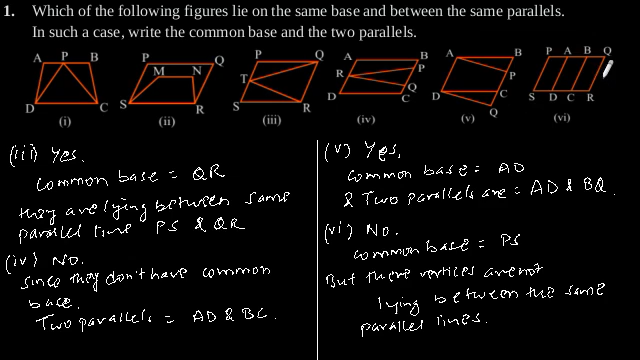 1. Which of the following figures lie on the same base and between the same parallels.
In such a case, write the common base and the two parallels.
A P B
D C
(i)
P Q
M N
S R
(ii)
P Q
T
S R
(iii)
A B
R P
Q
D C
(iv)
A B
P
D C
Q
(v)
P A B Q
S D C R
(vi)
(iii) Yes.
common base = QR
they are lying between same
parallel line PS & QR
(iv) No.
since they don't have common
base.
Two parallels = AD & BC.
(v) Yes,
common base = AD
& Two parallels are = AD & BQ.
(vi) No.
common base = PS
But there vertices are not
lying between the same
parallel lines.